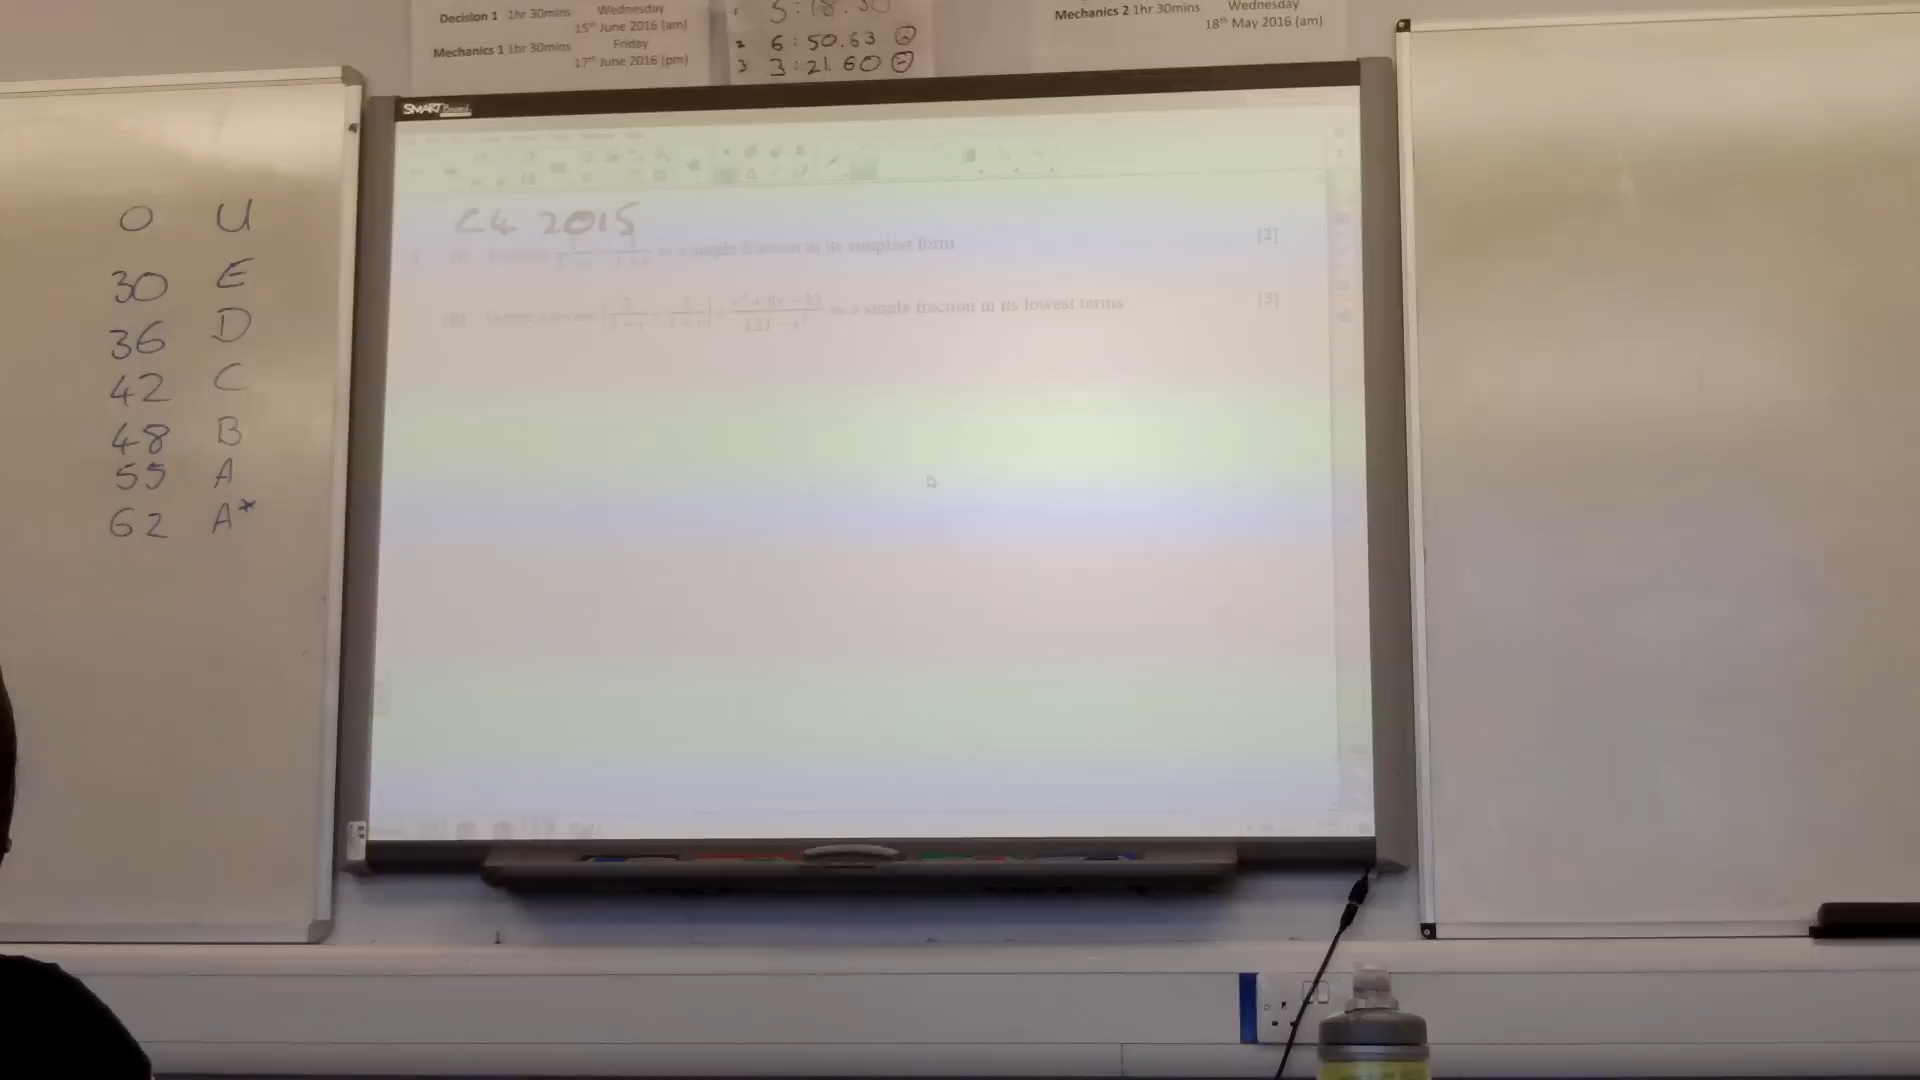 Decision 1 1hr 30mins Wednesday
15th June 2016 (am)
Mechanics 1 1hr 30mins Friday
17th June 2016 (pm)
5:18.30
2 6:50.63
3 3:21.60
Mechanics 2 1hr 30mins Wednesday
18th May 2016 (am)
SMART Board
0 U
30 E
36 D
42 C
48 B
55 A
62 A*
C4 2015
as a single fraction in its simplest form [2]
as a single fraction in its lowest terms [3]